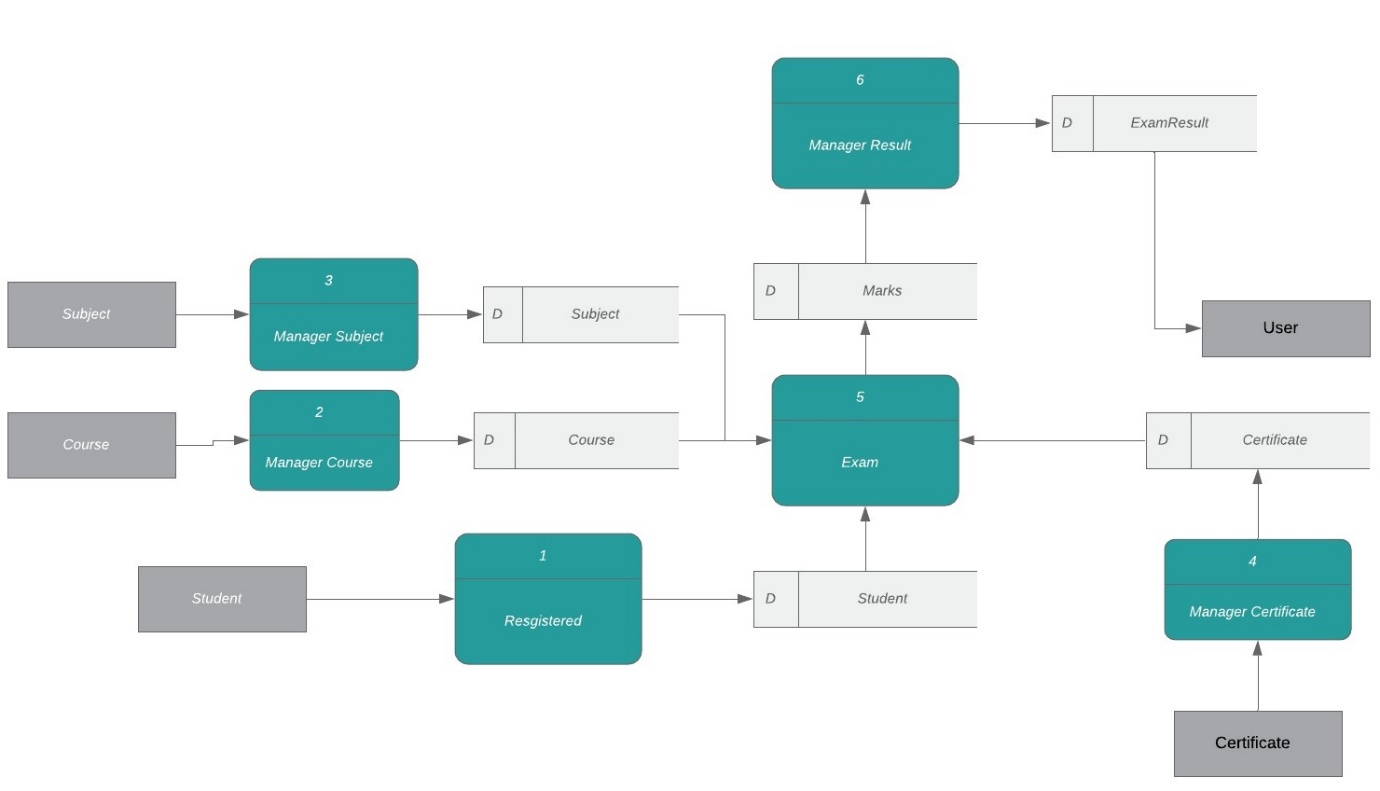 6
Manager Result
D
ExamResult
3
Manager Subject
Subject
D
Subject
D
Marks
User
2
Manager Course
Course
D
Course
5
Exam
D
Certificate
1
Resgistered
Student
D
Student
4
Manager Certificate
Certificate